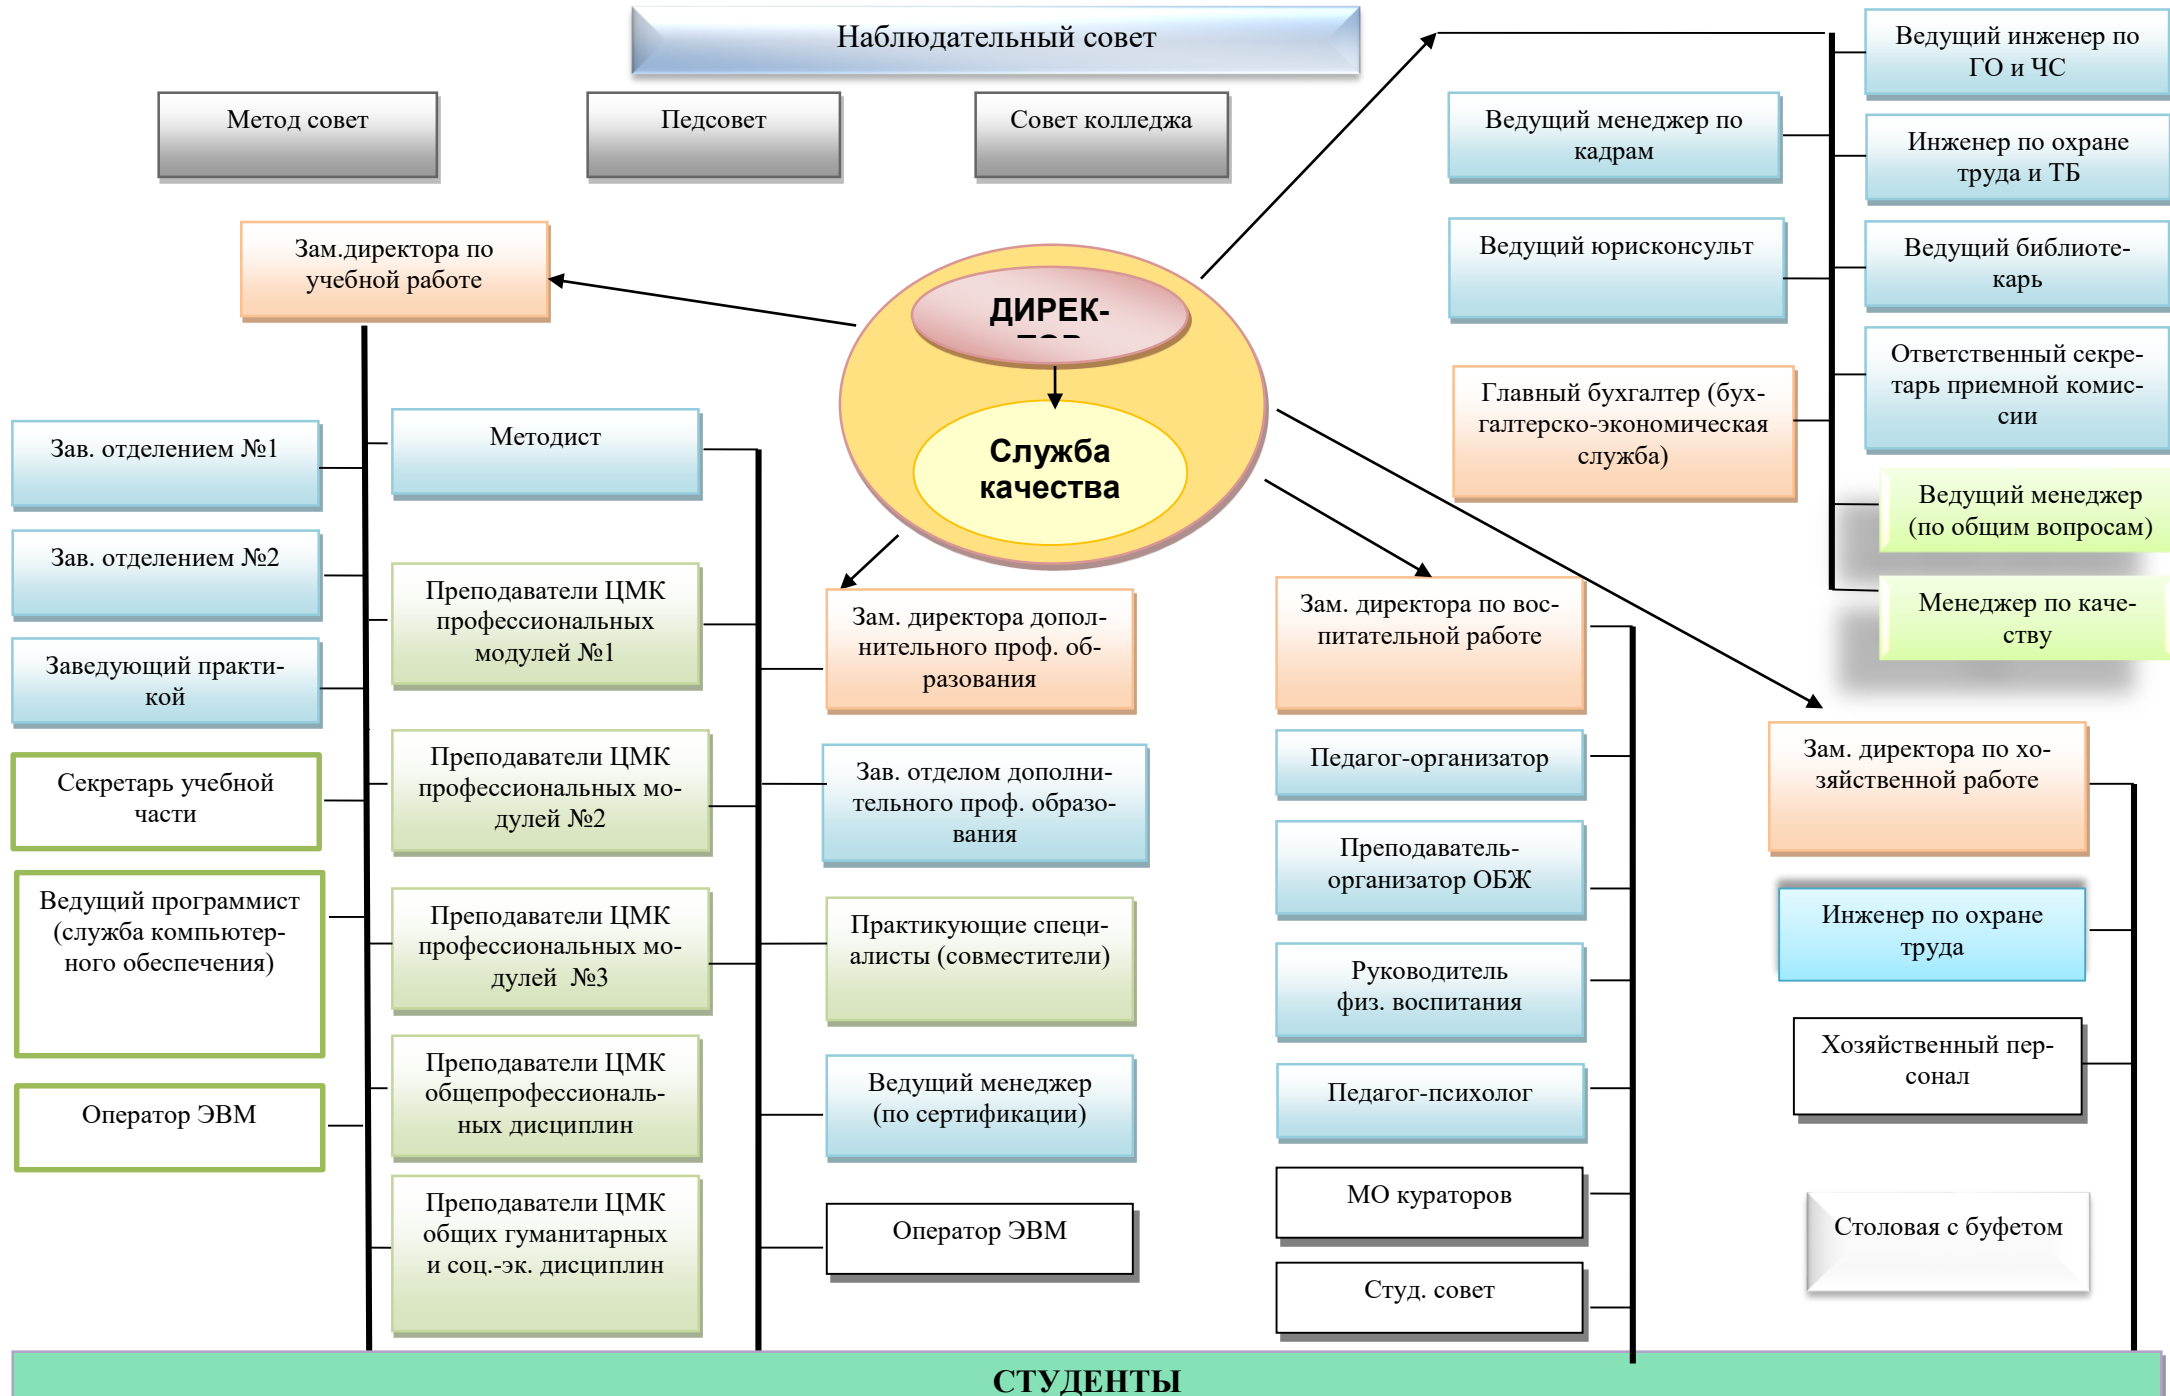 Наблюдательный совет
Метод совет
Педсовет
Совет колледжа
Ведущий инженер по
ГО и ЧС
Ведущий менеджер по
кадрам
Инженер по охране
труда и ТБ
Ведущий юрисконсульт
Ведущий библиоте-
карь
Главный бухгалтер (бух-
галтерско-экономическая
служба)
Ответственный секре-
тарь приемной комис-
сии
Ведущий менеджер
(по общим вопросам)
Менеджер по каче-
ству
ДИРЕК-
ТОР
Служба
качества
Зам.директора по
учебной работе
Зав. отделением №1
Зав. отделением №2
Заведующий практи-
кой
Секретарь учебной
части
Ведущий программист
(служба компьютер-
ного обеспечения)
Оператор ЭВМ
Методист
Преподаватели ЦМК
профессиональных
модулей №1
Преподаватели ЦМК
профессиональных мо-
дулей №2
Преподаватели ЦМК
профессиональных мо-
дулей №3
Преподаватели ЦМК
общепрофессиональ-
ных дисциплин
Преподаватели ЦМК
общих гуманитарных
и соц.-эк. дисциплин
Зам. директора допол-
нительного проф. об-
разования
Зав. отделом дополни-
тельного проф. образо-
вания
Практикующие специ-
алисты (совместители)
Ведущий менеджер
(по сертификации)
Оператор ЭВМ
Зам. директора по вос-
питательной работе
Педагог-организатор
Преподаватель-
организатор ОБЖ
Руководитель
физ. воспитания
Педагог-психолог
МО кураторов
Студ. совет
Зам. директора по хо-
зяйственной работе
Инженер по охране
труда
Хозяйственный пер-
сонал
Столовая с буфетом
СТУДЕНТЫ